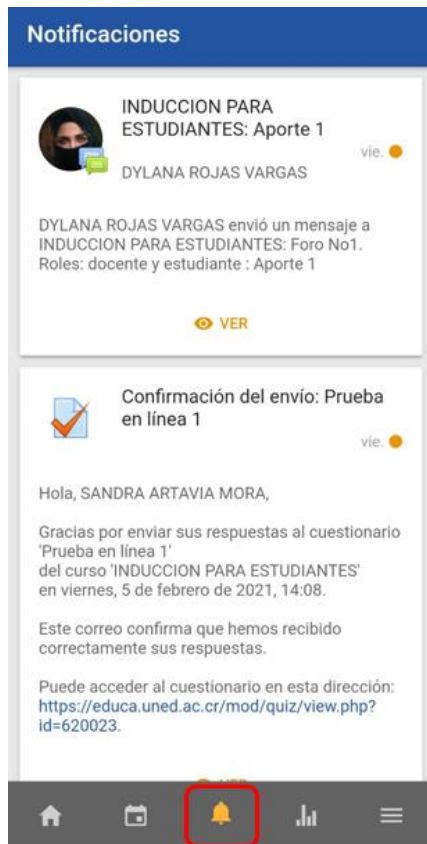 Notificaciones
INDUCCION PARA
ESTUDIANTES: Aporte 1
vie.
DYLANA ROJAS VARGAS
DYLANA ROJAS VARGAS envió un mensaje a
INDUCCION PARA ESTUDIANTES: Foro No1.
Roles: docente y estudiante : Aporte 1
VER
Confirmación del envío: Prueba
en línea 1
vie.
Hola, SANDRA ARTAVIA MORA,
Gracias por enviar sus respuestas al cuestionario
'Prueba en línea 1'
del curso 'INDUCCION PARA ESTUDIANTES'
en viernes, 5 de febrero de 2021, 14:08.
Este correo confirma que hemos recibido
correctamente sus respuestas.
Puede acceder al cuestionario en esta dirección:
https://educa.uned.ac.cr/mod/quiz/view.php?
id=620023.
VER